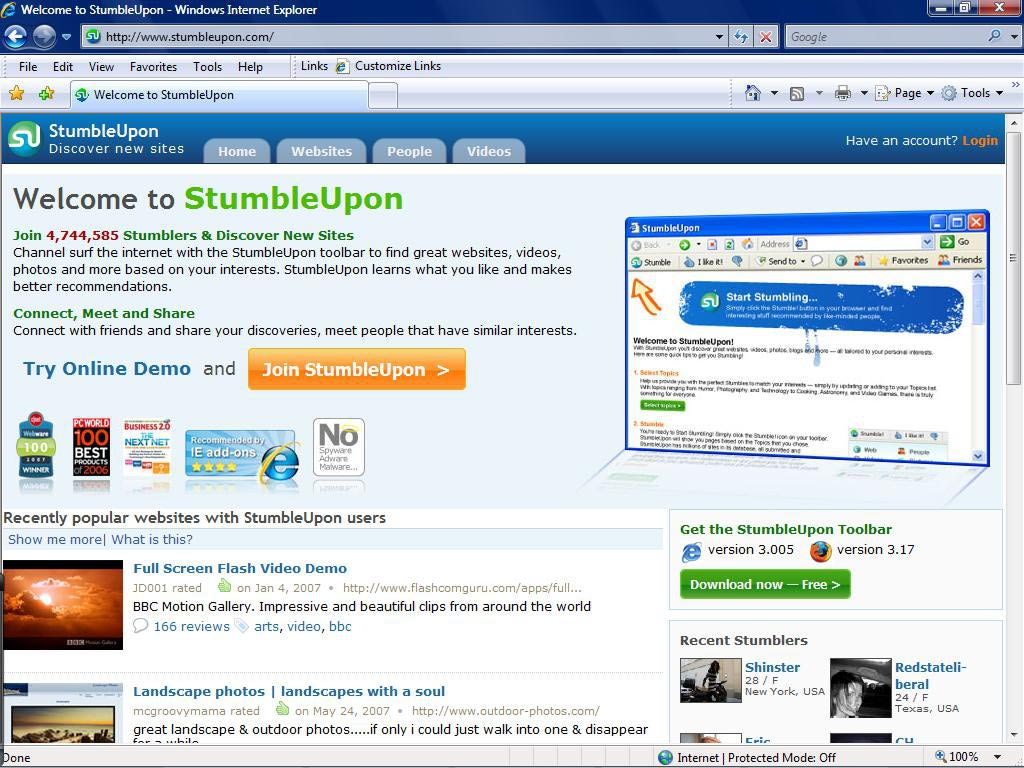 Welcome to StumbleUpon - Windows Internet Explorer
http://www.stumbleupon.com/
Google
File Edit View Favorites Tools Help Links Customize Links
Welcome to StumbleUpon Page Tools
StumbleUpon
Discover new sites
Home Websites People Videos
Have an account? Login
Welcome to StumbleUpon
Join 4,744,585 Stumblers & Discover New Sites
Channel surf the internet with the StumbleUpon toolbar to find great websites, videos,
photos and more based on your interests. StumbleUpon learns what you like and makes
better recommendations.
Connect, Meet and Share
Connect with friends and share your discoveries, meet people that have similar interests.
Try Online Demo and Join StumbleUpon >
cnet
Webware
100
2007
WINNER
PC WORLD
100
BEST
PRODUCTS
of 2006
BUSINESS 2.0
THE
NEXT NET
Recommended by
IE add-ons
No
Spyware
Adware
Malware...
StumbleUpon
Back Address Go
Stumble I like it! Send to Favorites Friends
SU
Start Stumbling...
Simply click the Stumble! button in your browser and find
interesting stuff recommended by like-minded people.
Welcome to StumbleUpon!
With StumbleUpon you'll discover great websites, videos, photos, blogs and more — all tailored to your personal interests.
Here are some quick tips to get you Stumbling!
1. Select Topics
Help us provide you with the perfect Stumbles to match your interests — simply by updating or adding to your Topics list.
With topics ranging from Humor, Photography, and Technology to Cooking, Astronomy, and Video Games, there is truly
something for everyone.
Select topics >
2. Stumble
You're ready to Start Stumbling! Simply click the Stumble! icon on your toolbar.
StumbleUpon will show you pages based on the Topics that you chose.
StumbleUpon has millions of sites in its database, all submitted and
Stumble! I like it!
Web People
Recently popular websites with StumbleUpon users
Show me more| What is this?
Full Screen Flash Video Demo
JD001 rated on Jan 4, 2007 • http://www.flashcomguru.com/apps/full...
BBC Motion Gallery. Impressive and beautiful clips from around the world
166 reviews arts, video, bbc
BBC Motion Gallery
Landscape photos | landscapes with a soul
mcgroovymama rated on May 24, 2007 • http://www.outdoor-photos.com/
great landscape & outdoor photos.....if only i could just walk into one & disappear
for a while
Get the StumbleUpon Toolbar
version 3.005 version 3.17
Download now — Free >
Recent Stumblers
Shinster
28 / F
New York, USA
Redstateli-
beral
24 / F
Texas, USA
Eric
CH
Done Internet | Protected Mode: Off 100%